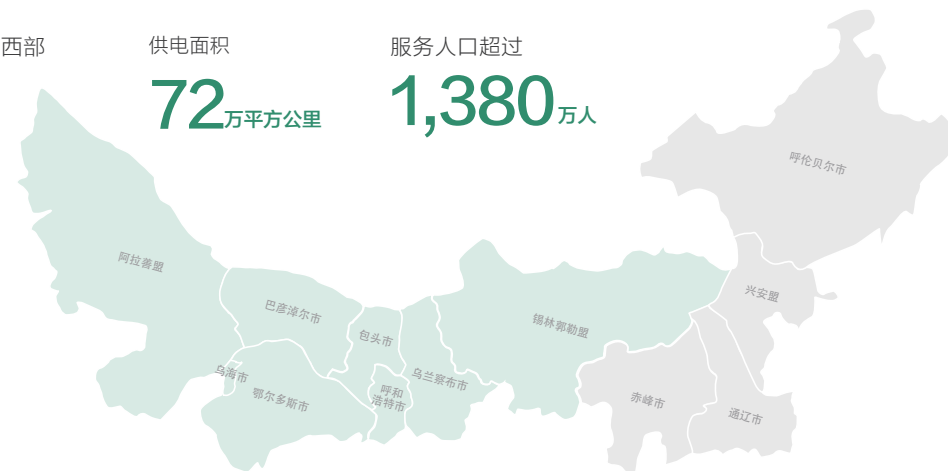 西部
供电面积
服务人口超过
72万平方公里
1,380万人
呼伦贝尔市
阿拉善盟
兴安盟
巴彦淖尔市
锡林郭勒盟
包头市
乌海市
乌兰察布市
鄂尔多斯市
呼和
浩特市
赤峰市
通辽市